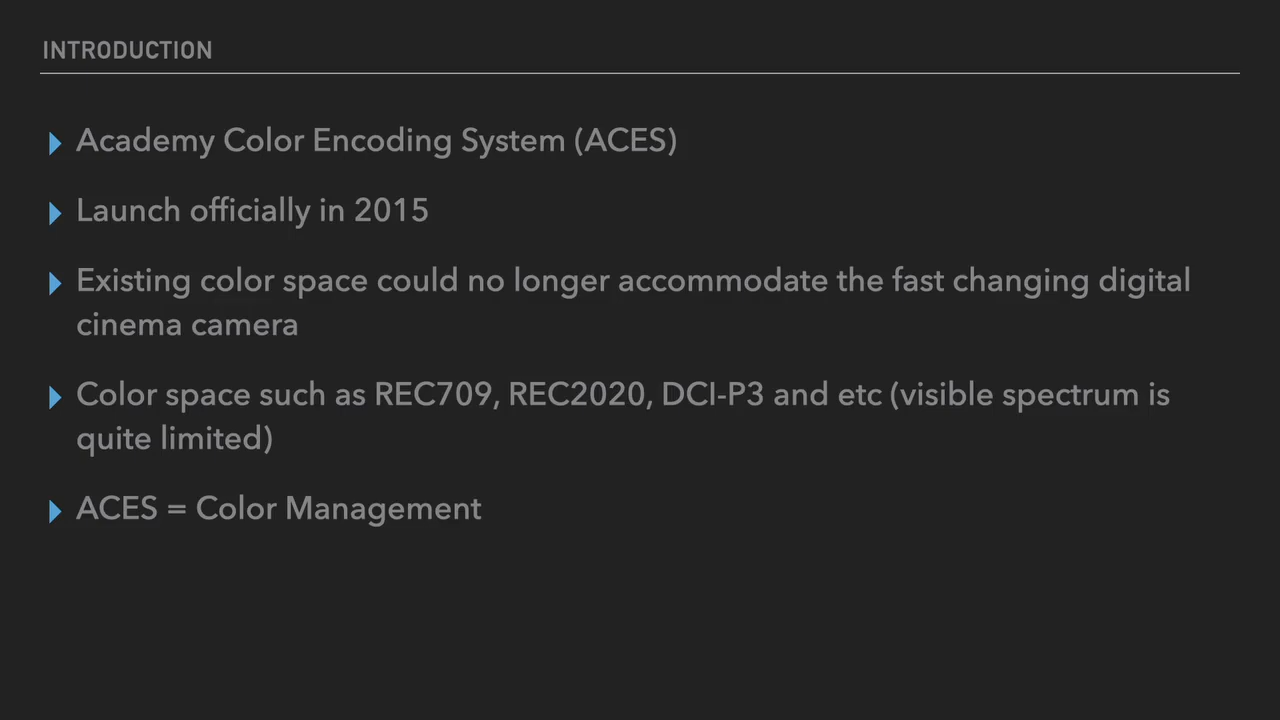 INTRODUCTION
Academy Color Encoding System (ACES)
Launch officially in 2015
Existing color space could no longer accommodate the fast changing digital
cinema camera
Color space such as REC709, REC2020, DCI-P3 and etc (visible spectrum is
quite limited)
ACES = Color Management